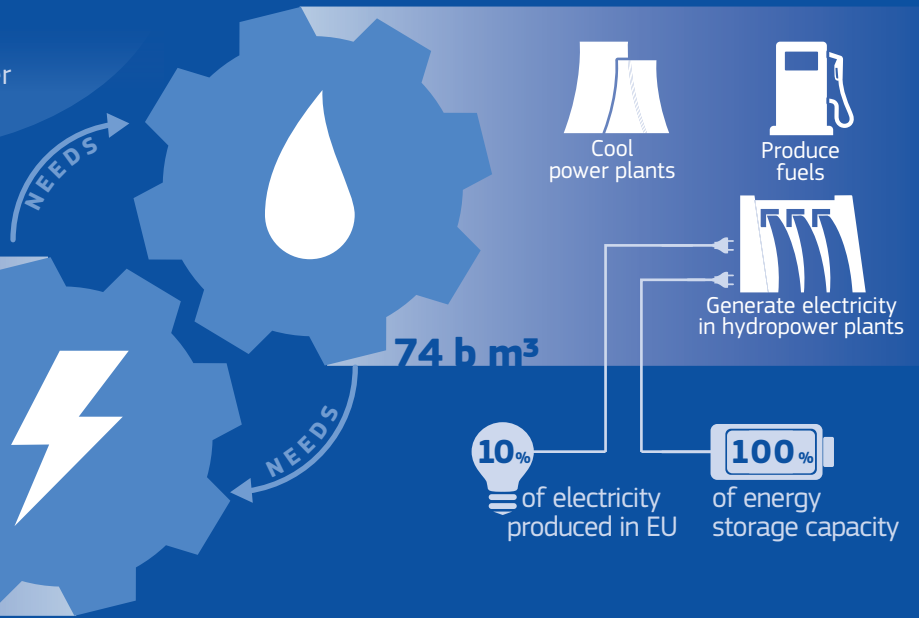 NEEDS
Cool
power plants
Produce
fuels
Generate electricity
in hydropower plants
74 b m³
NEEDS
10%
of electricity
produced in EU
100%
of energy
storage capacity